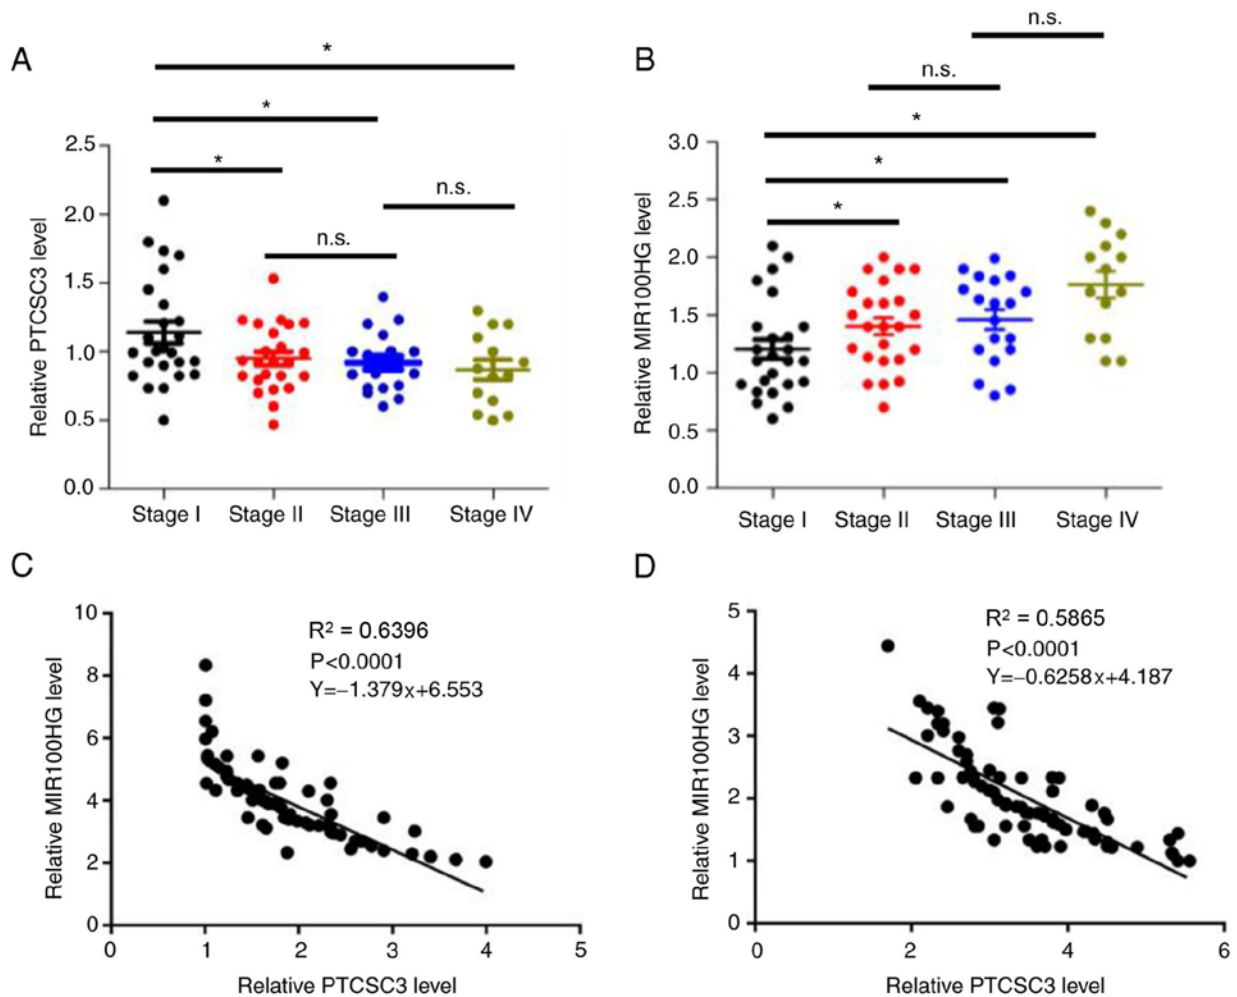 A
*
*
*
n.s.
n.s.
Relative PTCSC3 level
2.5
2.0
1.5
1.0
0.5
0.0
Stage I Stage II Stage III Stage IV
B
n.s.
n.s.
*
*
*
Relative MIR100HG level
3.0
2.5
2.0
1.5
1.0
0.5
0.0
Stage I Stage II Stage III Stage IV
C
R² = 0.6396
P<0.0001
Y=−1.379x+6.553
Relative MIR100HG level
10
8
6
4
2
0
0 1 2 3 4 5
Relative PTCSC3 level
D
R² = 0.5865
P<0.0001
Y=−0.6258x+4.187
Relative MIR100HG level
5
4
3
2
1
0
0 2 4 6
Relative PTCSC3 level